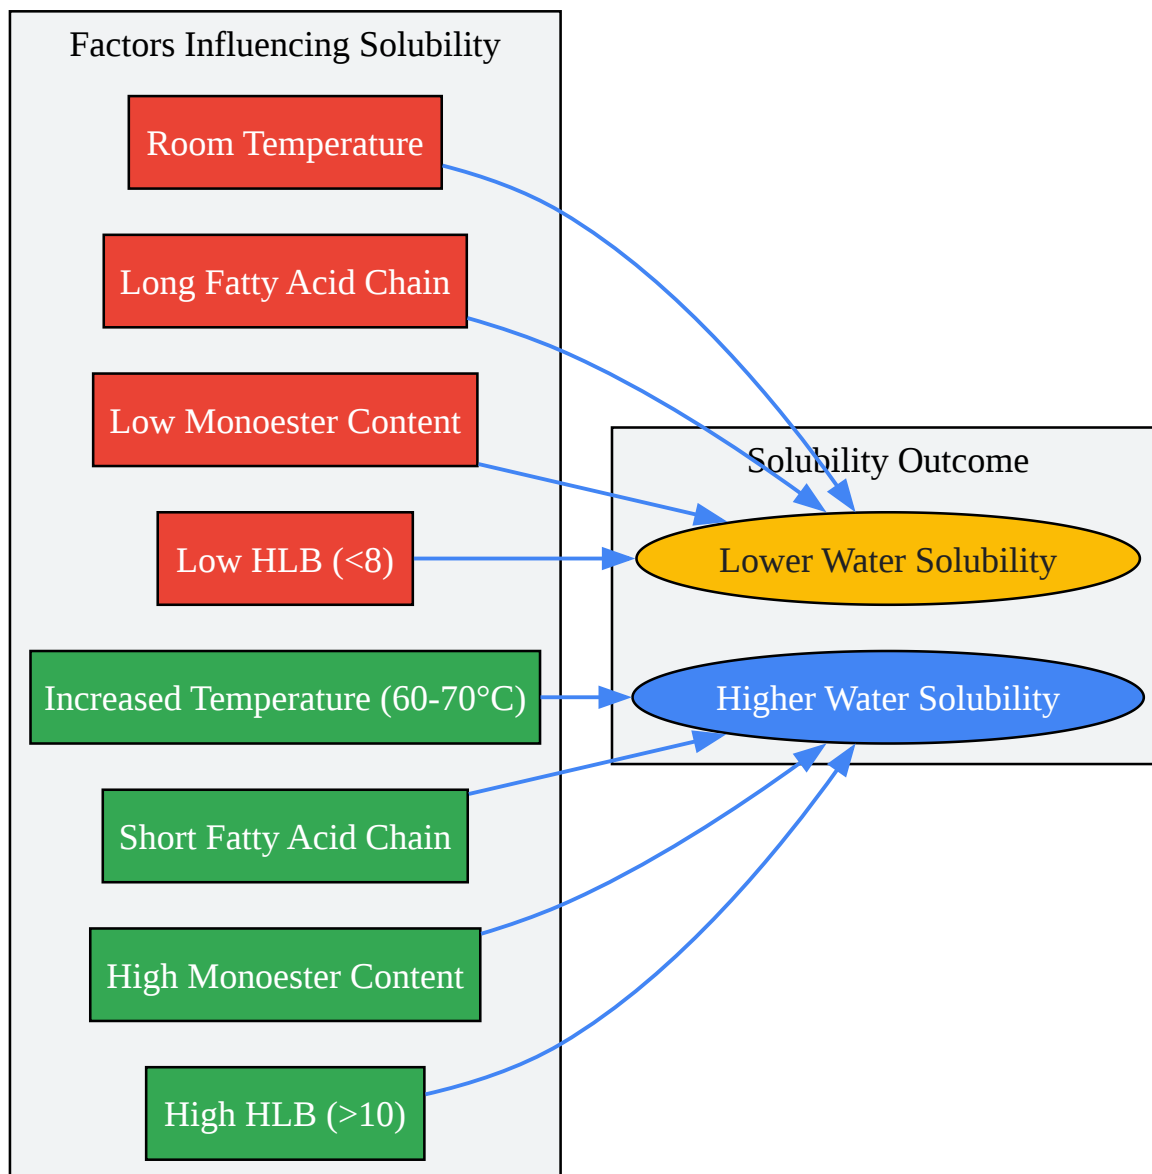 Factors Influencing Solubility
Room Temperature
Long Fatty Acid Chain
Low Monoester Content
Low HLB (<8)
Increased Temperature (60-70°C)
Short Fatty Acid Chain
High Monoester Content
High HLB (>10)
Solubility Outcome
Lower Water Solubility
Higher Water Solubility